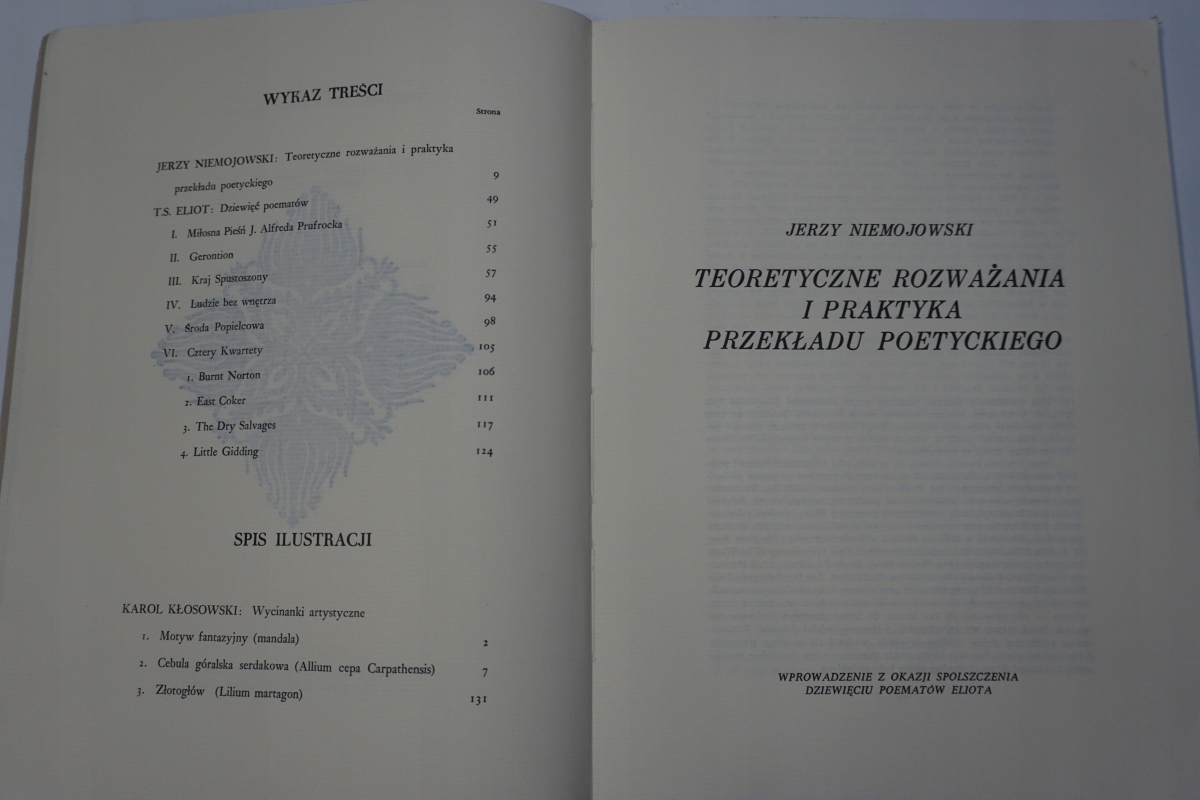 WYKAZ TREŚCI
Strona
JERZY NIEMOJOWSKI: Teoretyczne rozważania i praktyka
przekładu poetyckiego 9
T.S. ELIOT: Dziewięć poematów 49
I. Miłosna Pieśń J. Alfreda Prufrocka 51
II. Gerontion 55
III. Kraj Spustoszony 57
IV. Ludzie bez wnętrza 94
V. Środa Popielcowa 98
VI. Cztery Kwartety 105
1. Burnt Norton 106
2. East Coker 111
3. The Dry Salvages 117
4. Little Gidding 124
SPIS ILUSTRACJI
KAROL KŁOSOWSKI: Wycinanki artystyczne
1. Motyw fantazyjny (mandala) 2
2. Cebula góralska serdakowa (Allium cepa Carpathensis) 7
3. Złotogłów (Lilium martagon) 131
JERZY NIEMOJOWSKI
TEORETYCZNE ROZWAŻANIA
I PRAKTYKA
PRZEKŁADU POETYCKIEGO
WPROWADZENIE Z OKAZJI SPOLSZCZENIA
DZIEWIĘCIU POEMATÓW ELIOTA